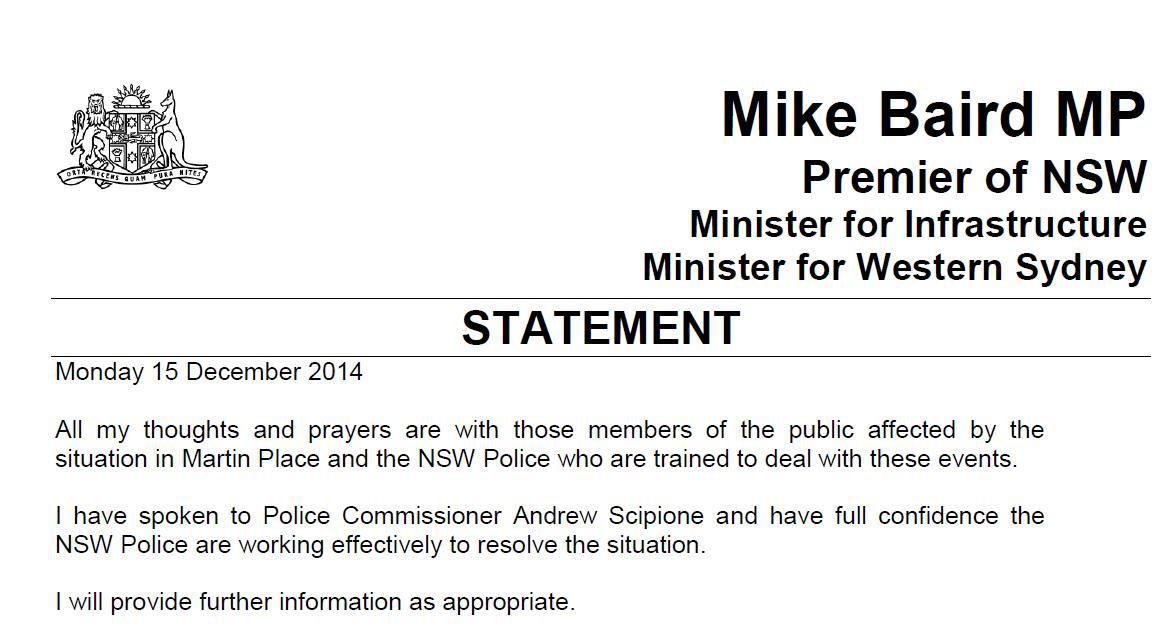 ORTA RECENS QUAM PURA NITES
Mike Baird MP
Premier of NSW
Minister for Infrastructure
Minister for Western Sydney
STATEMENT
Monday 15 December 2014
All my thoughts and prayers are with those members of the public affected by the
situation in Martin Place and the NSW Police who are trained to deal with these events.
I have spoken to Police Commissioner Andrew Scipione and have full confidence the
NSW Police are working effectively to resolve the situation.
I will provide further information as appropriate.